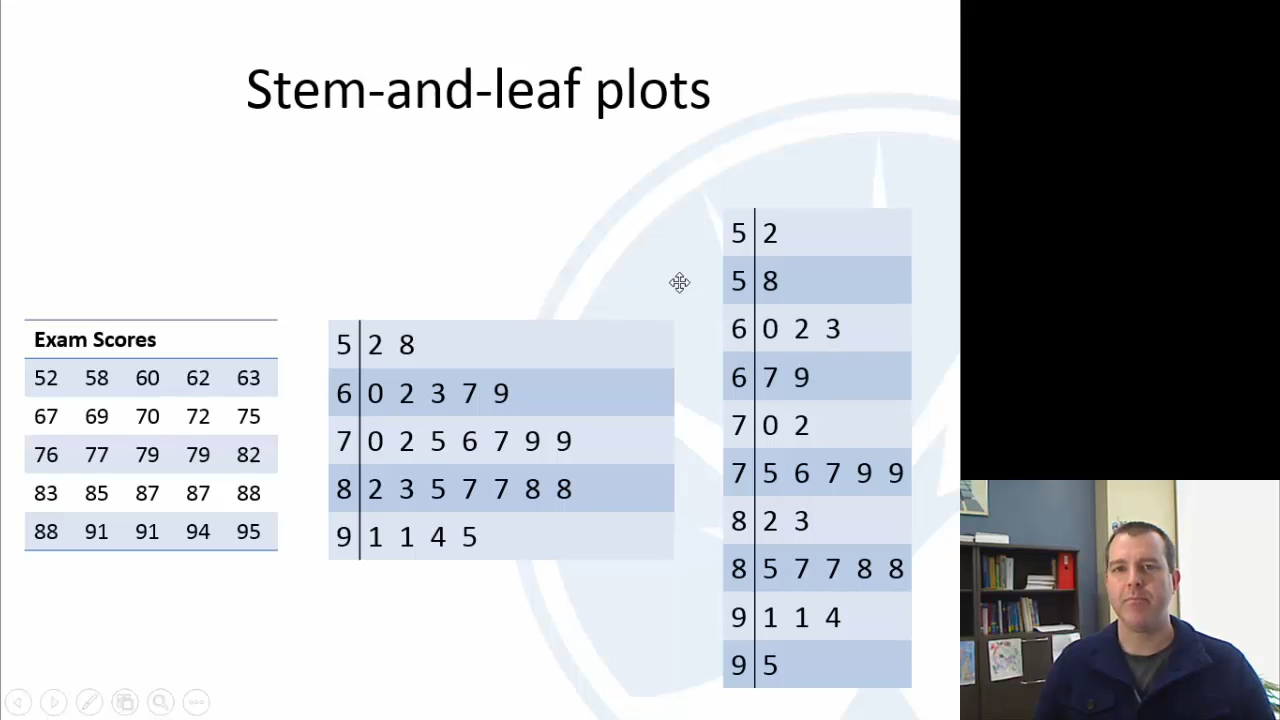 Stem-and-leaf plots
Exam Scores
52 58 60 62 63
67 69 70 72 75
76 77 79 79 82
83 85 87 87 88
88 91 91 94 95
5 2 8
6 0 2 3 7 9
7 0 2 5 6 7 9 9
8 2 3 5 7 7 8 8
9 1 1 4 5
5 2
5 8
6 0 2 3
6 7 9
7 0 2
7 5 6 7 9 9
8 2 3
8 5 7 7 8 8
9 1 1 4
9 5